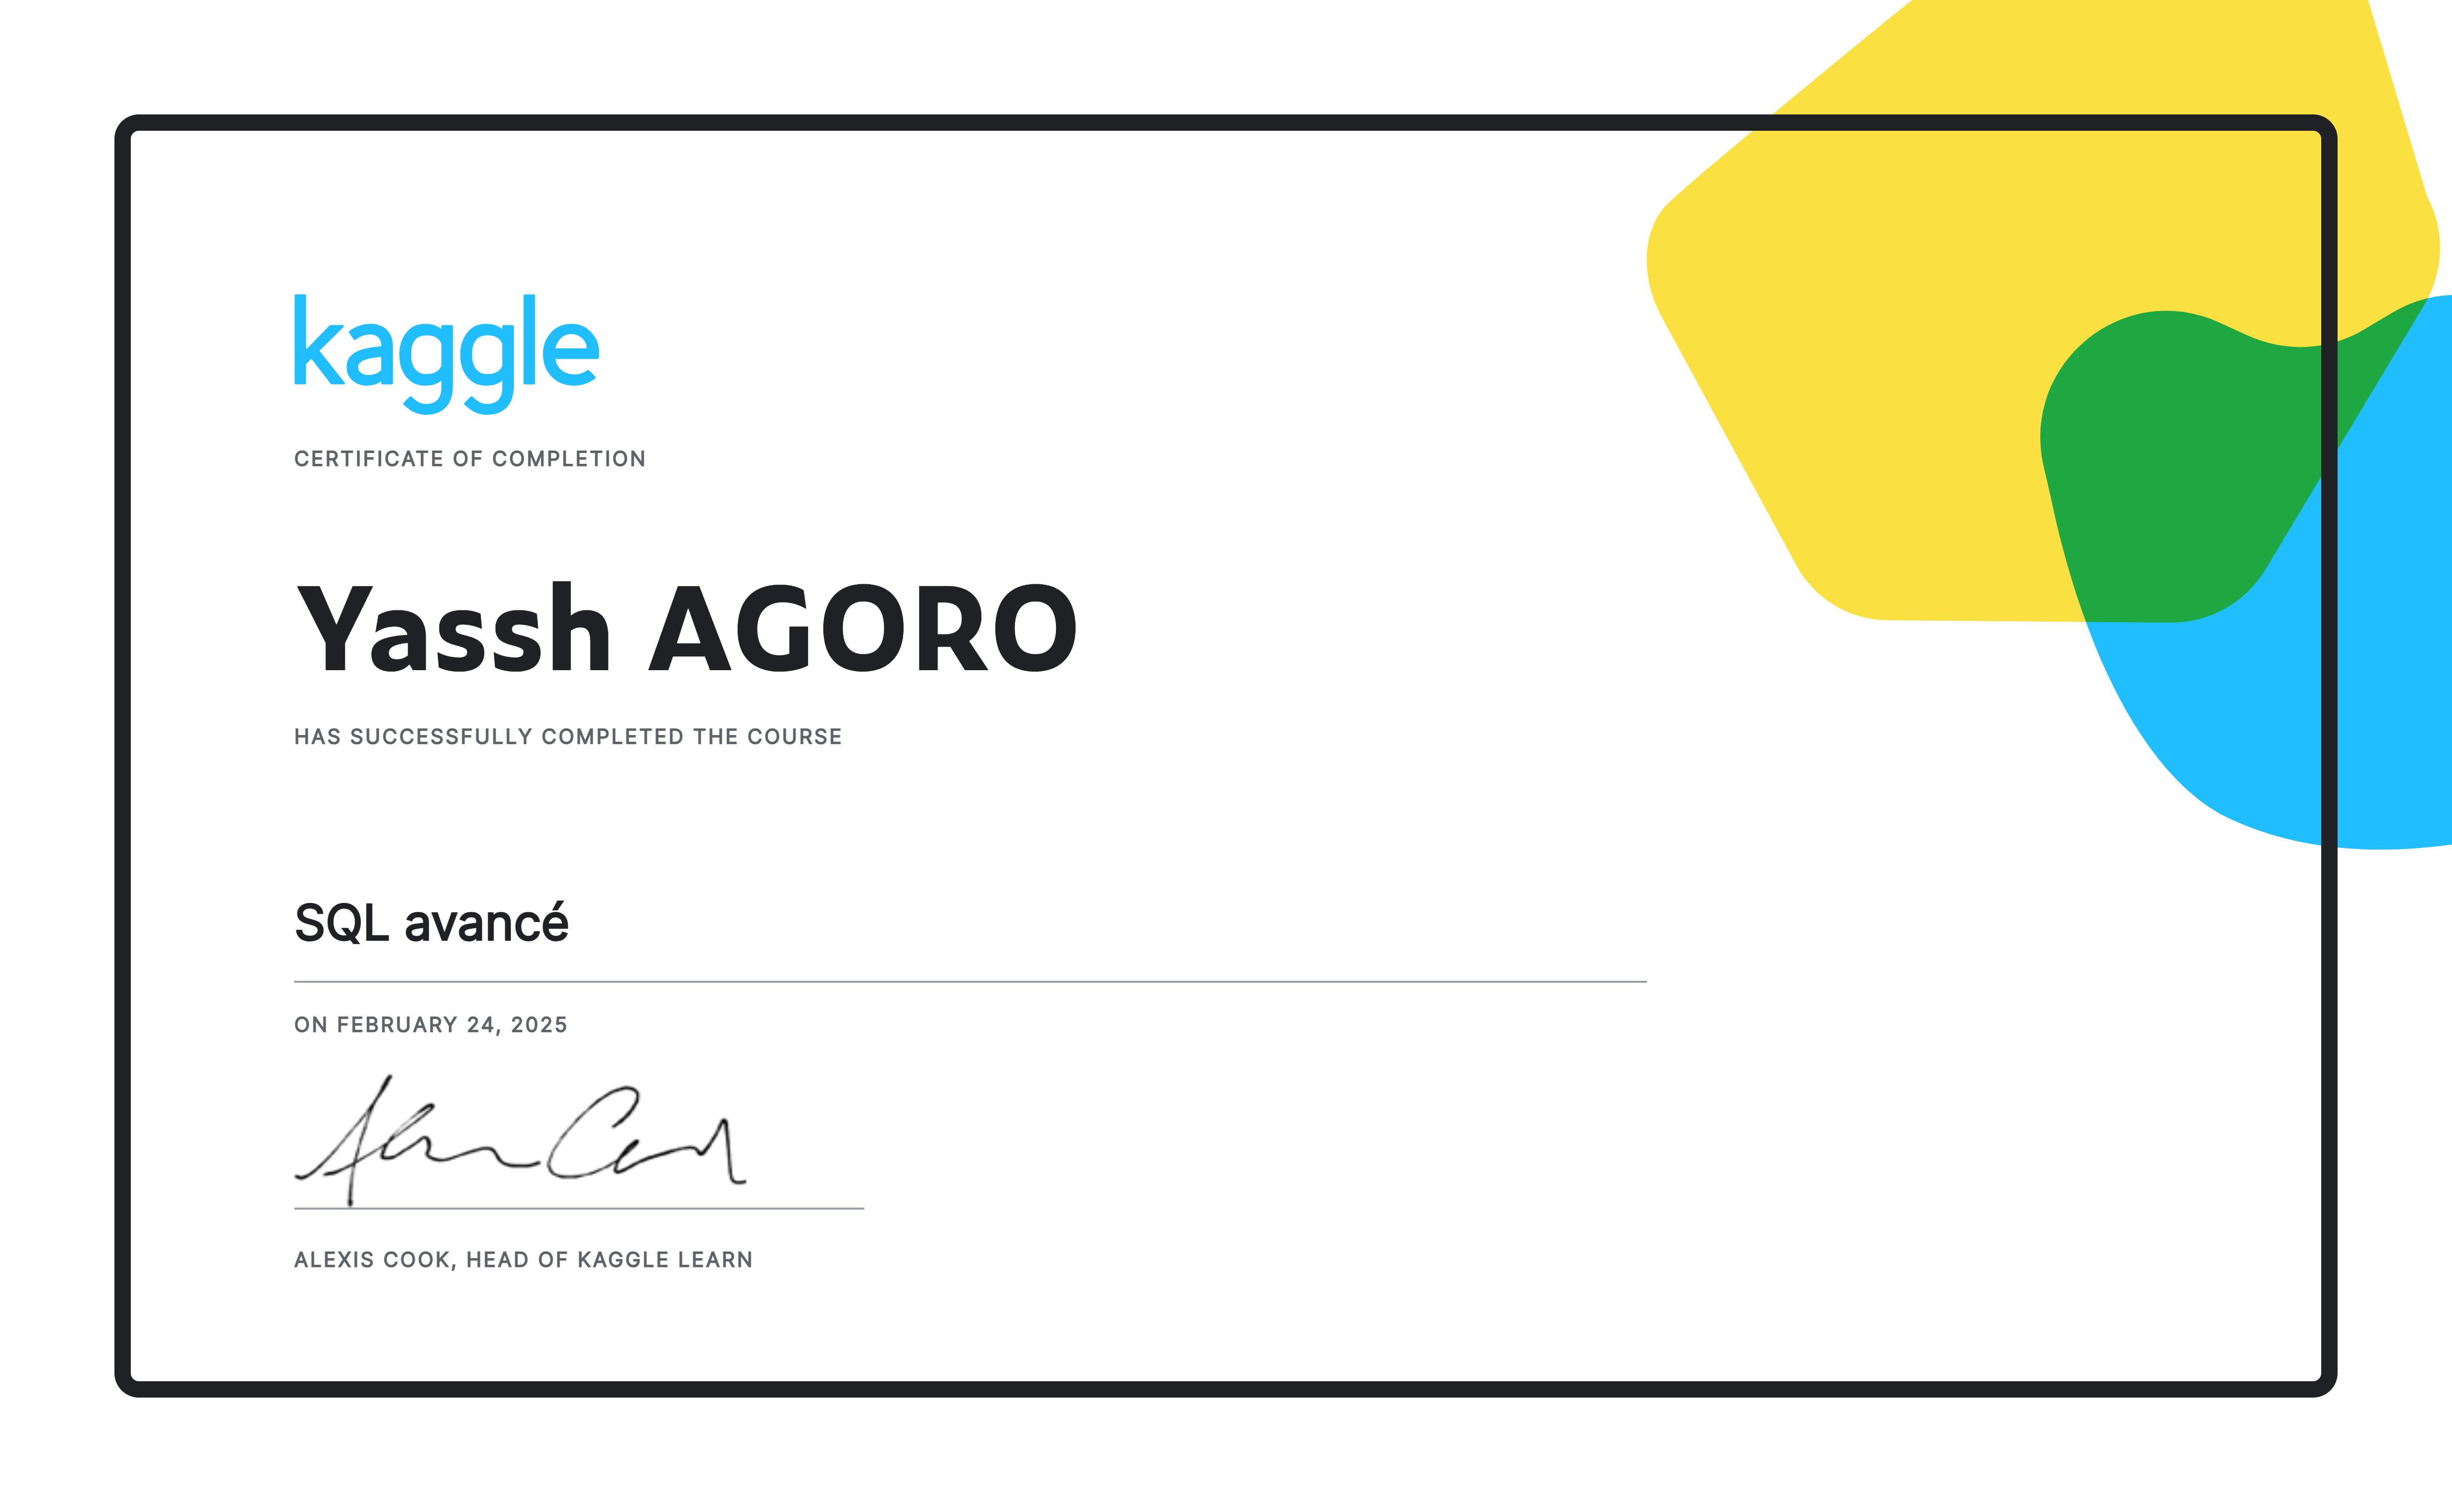 kaggle
CERTIFICATE OF COMPLETION
Yassh AGORO
HAS SUCCESSFULLY COMPLETED THE COURSE
SQL avancé
ON FEBRUARY 24, 2025
ALEXIS COOK, HEAD OF KAGGLE LEARN